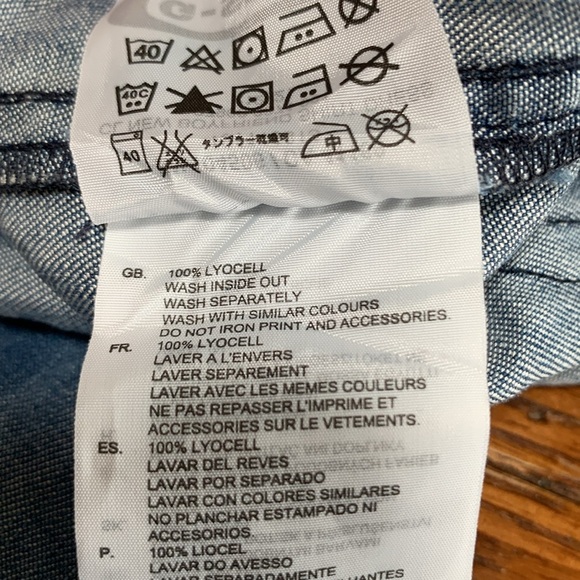 G-
40
40C
40 タンブラー乾燥可 中
GB. 100% LYOCELL
WASH INSIDE OUT
WASH SEPARATELY
WASH WITH SIMILAR COLOURS
DO NOT IRON PRINT AND ACCESSORIES.
FR. 100% LYOCELL
LAVER A L'ENVERS
LAVER SEPAREMENT
LAVER AVEC LES MEMES COULEURS
NE PAS REPASSER L'IMPRIME ET
ACCESSORIES SUR LE VETEMENTS.
ES. 100% LYOCELL
LAVAR DEL REVES
LAVAR POR SEPARADO
LAVAR CON COLORES SIMILARES
NO PLANCHAR ESTAMPADO NI
ACCESORIOS.
P. 100% LIOCEL
LAVAR DO AVESSO
LAVAR SEPARADAMENTE